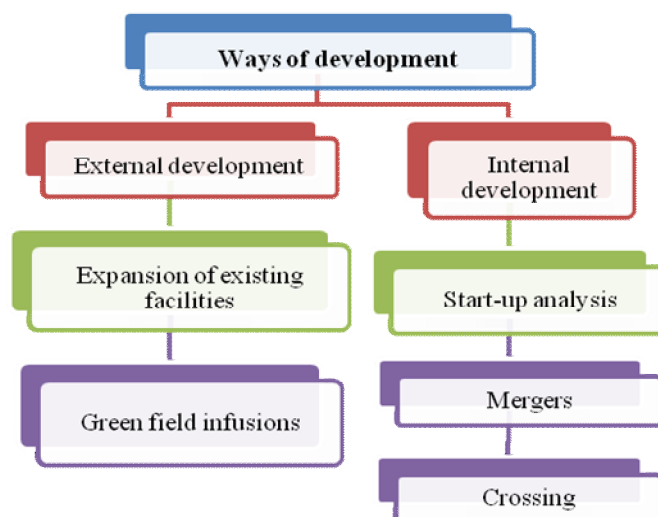 Ways of development
External development
Internal
development
Expansion of existing
facilities
Start-up analysis
Green field infusions
Mergers
Crossing